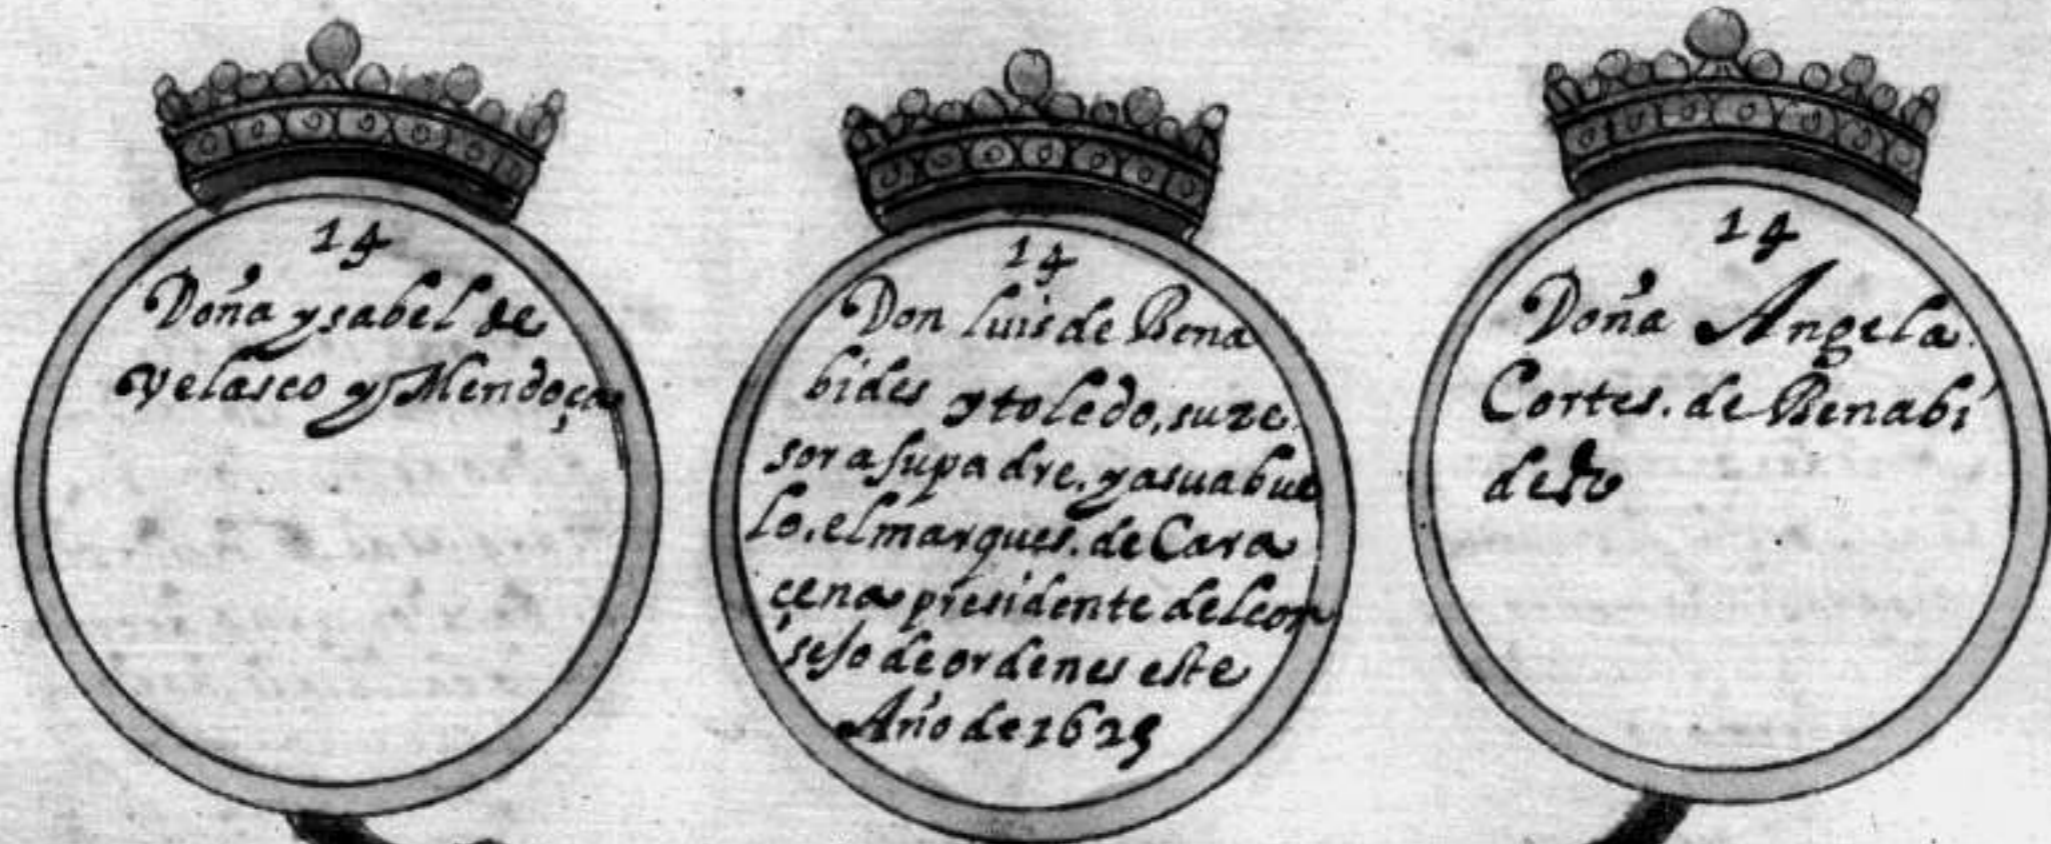 14
Doña ysabel de
Velasco y Mendoça
14
Don luis de Bena
bides y toledo, suze
sor a su padre, y a su abue
lo, el marques. de Cara
çena presidente del con
sejo de ordenes este
Año de 1625
14
Doña Angela
Cortes. de Benabi
des